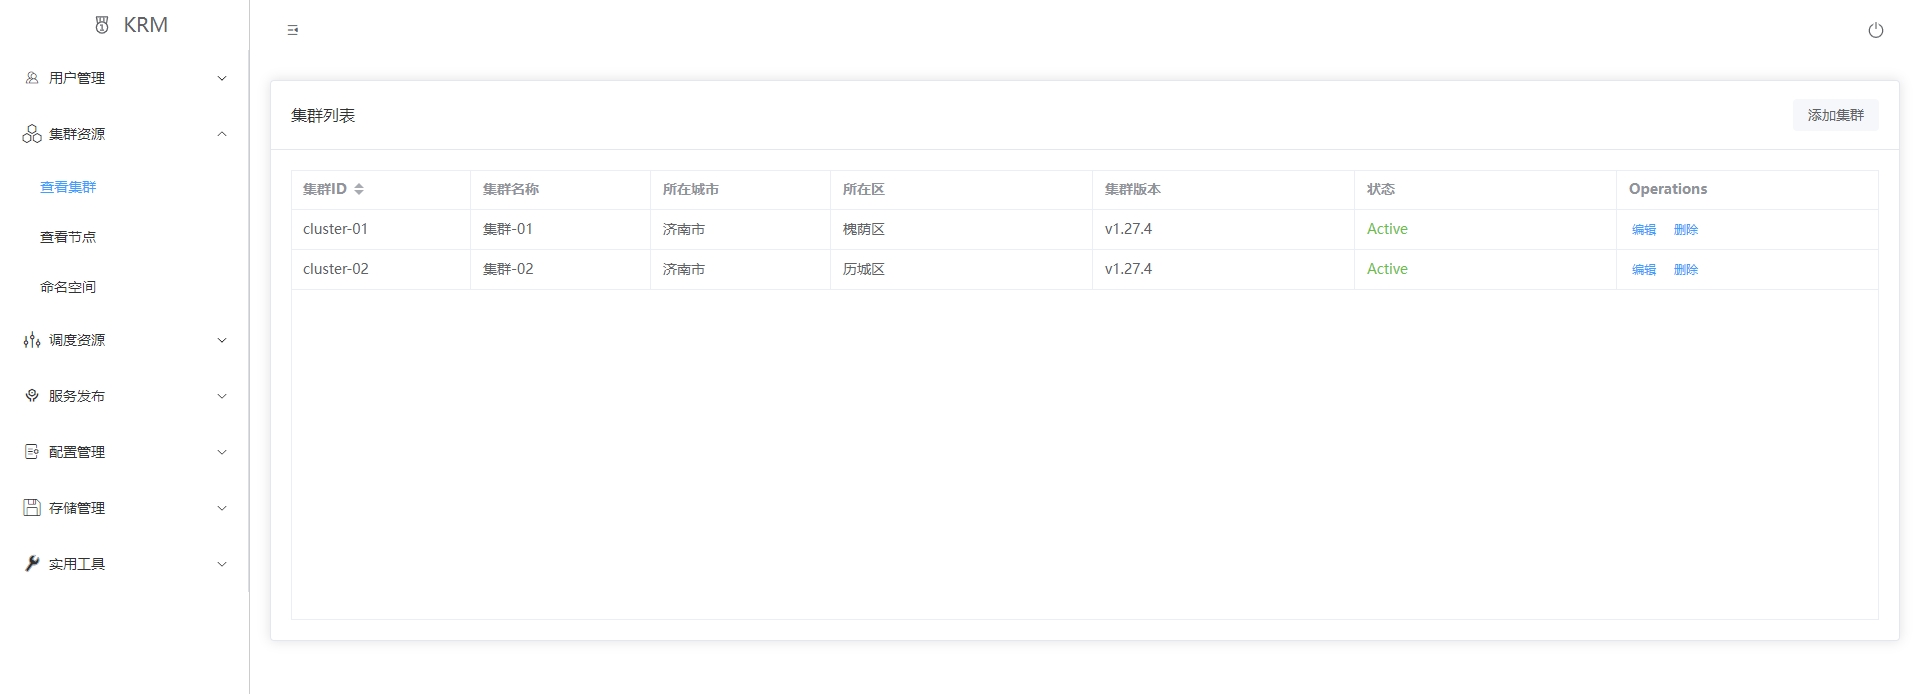 KRM
用户管理
集群资源
查看集群
查看节点
命名空间
调度资源
服务发布
配置管理
存储管理
实用工具
集群列表 添加集群
集群ID 集群名称 所在城市 所在区 集群版本 状态 Operations
cluster-01 集群-01 济南市 槐荫区 v1.27.4 Active 编辑 删除
cluster-02 集群-02 济南市 历城区 v1.27.4 Active 编辑 删除